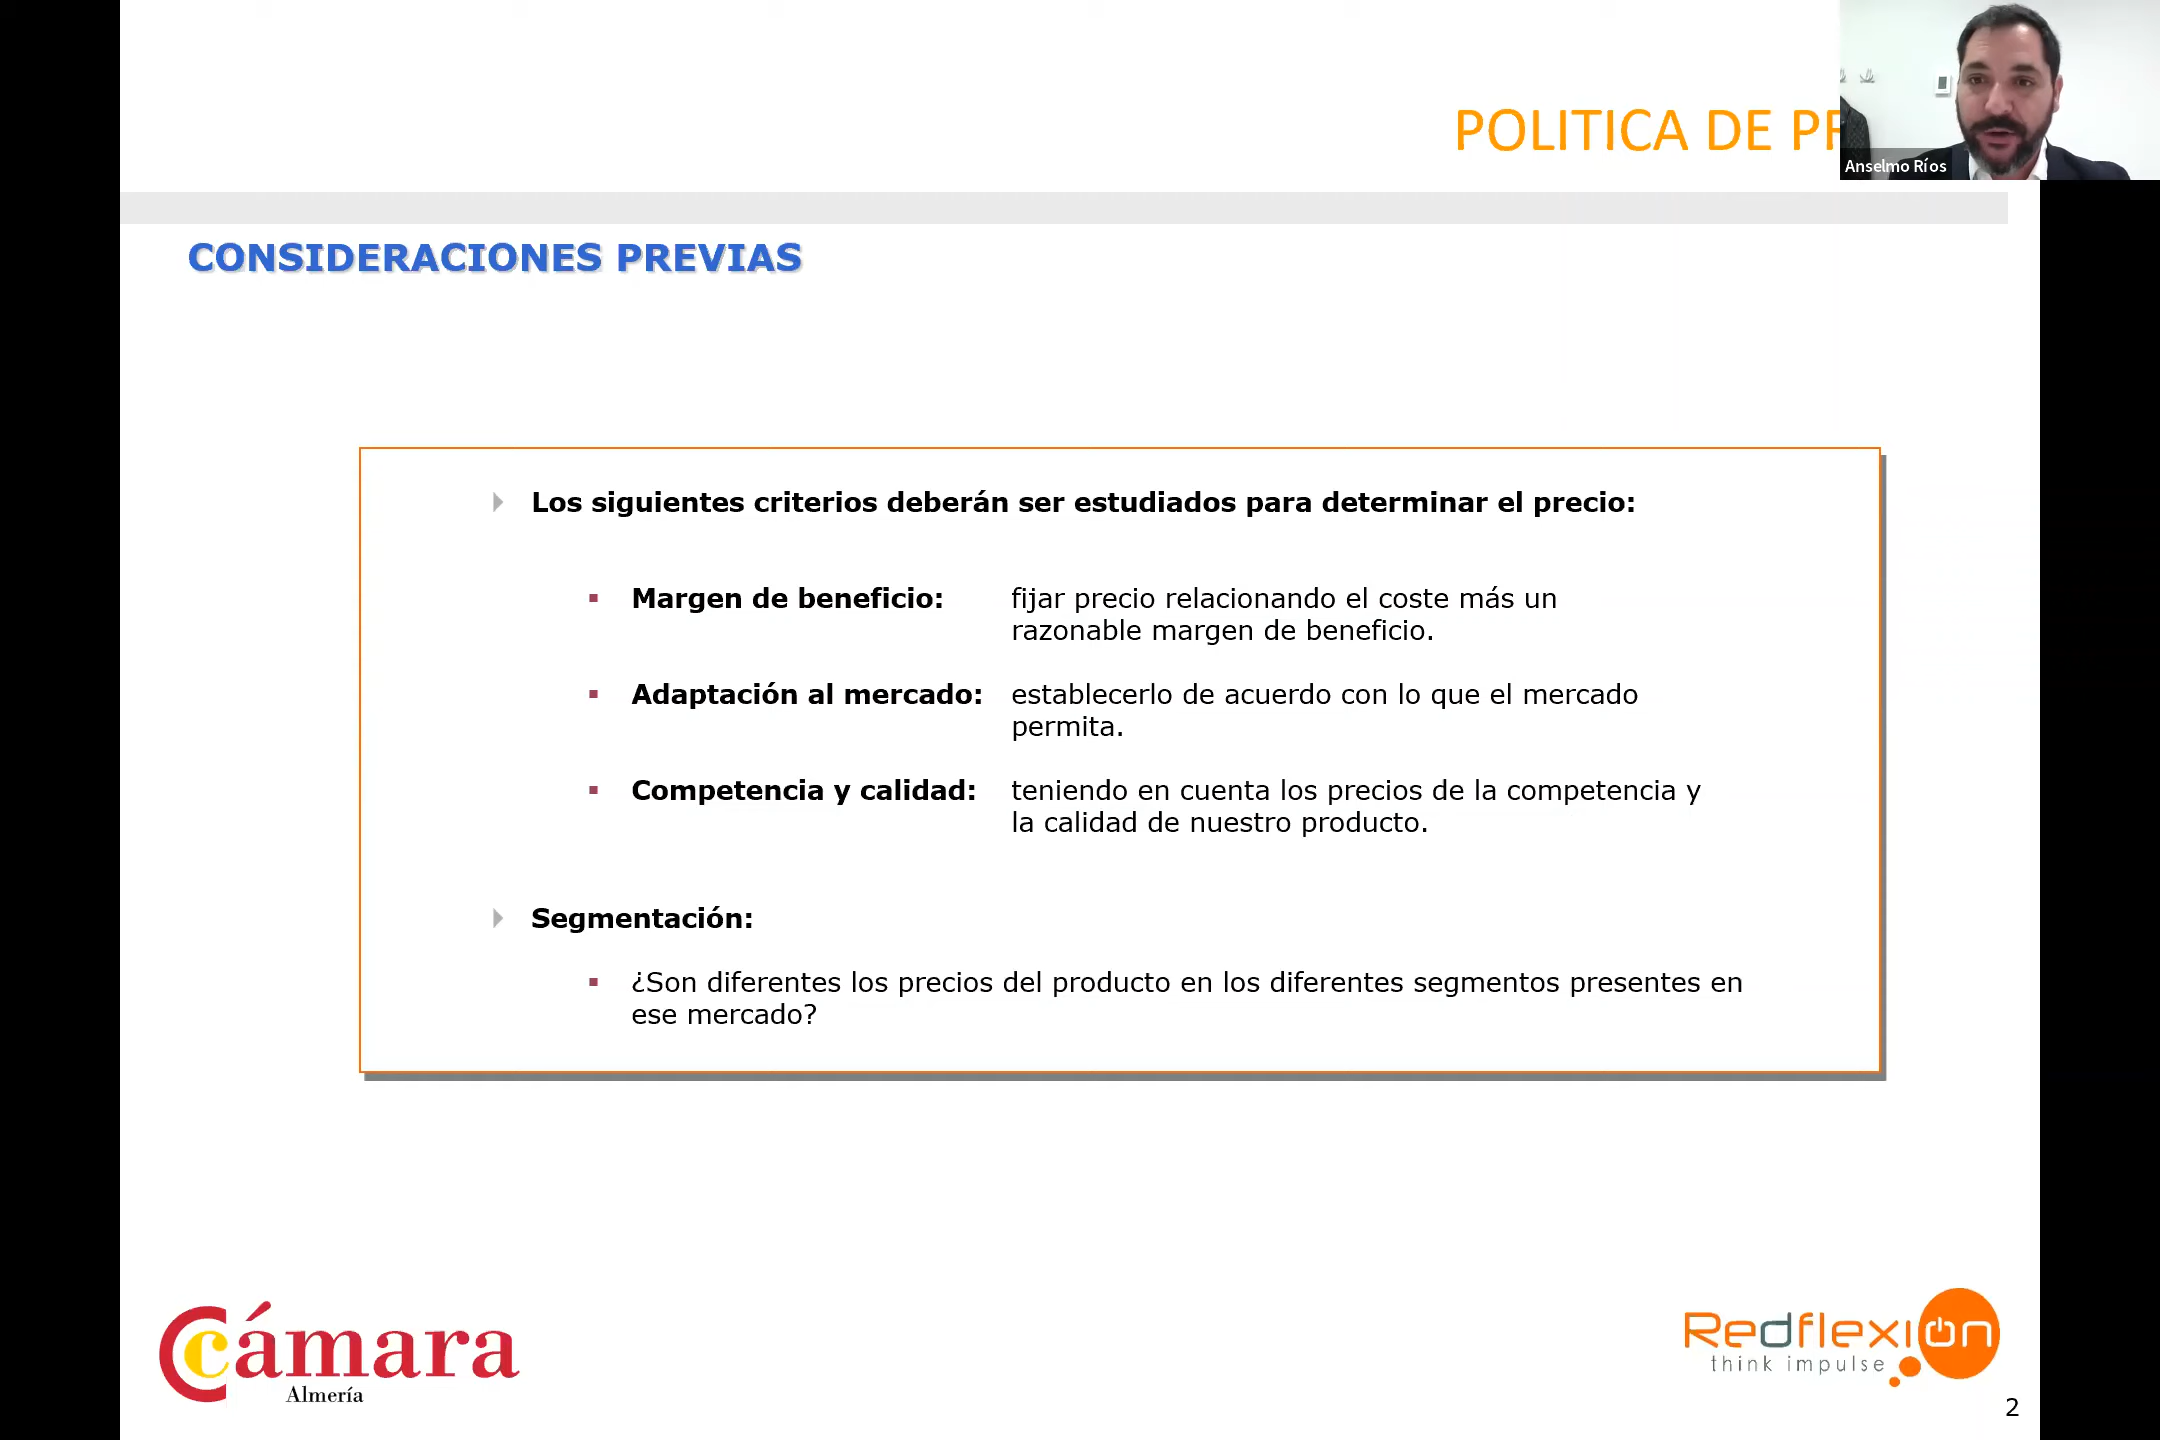 POLITICA DE PR
Anselmo Ríos
CONSIDERACIONES PREVIAS
Los siguientes criterios deberán ser estudiados para determinar el precio:
Margen de beneficio: fijar precio relacionando el coste más un
razonable margen de beneficio.
Adaptación al mercado: establecerlo de acuerdo con lo que el mercado
permita.
Competencia y calidad: teniendo en cuenta los precios de la competencia y
la calidad de nuestro producto.
Segmentación:
¿Son diferentes los precios del producto en los diferentes segmentos presentes en
ese mercado?
Cámara
Almería
Redflexion
think impulse
2